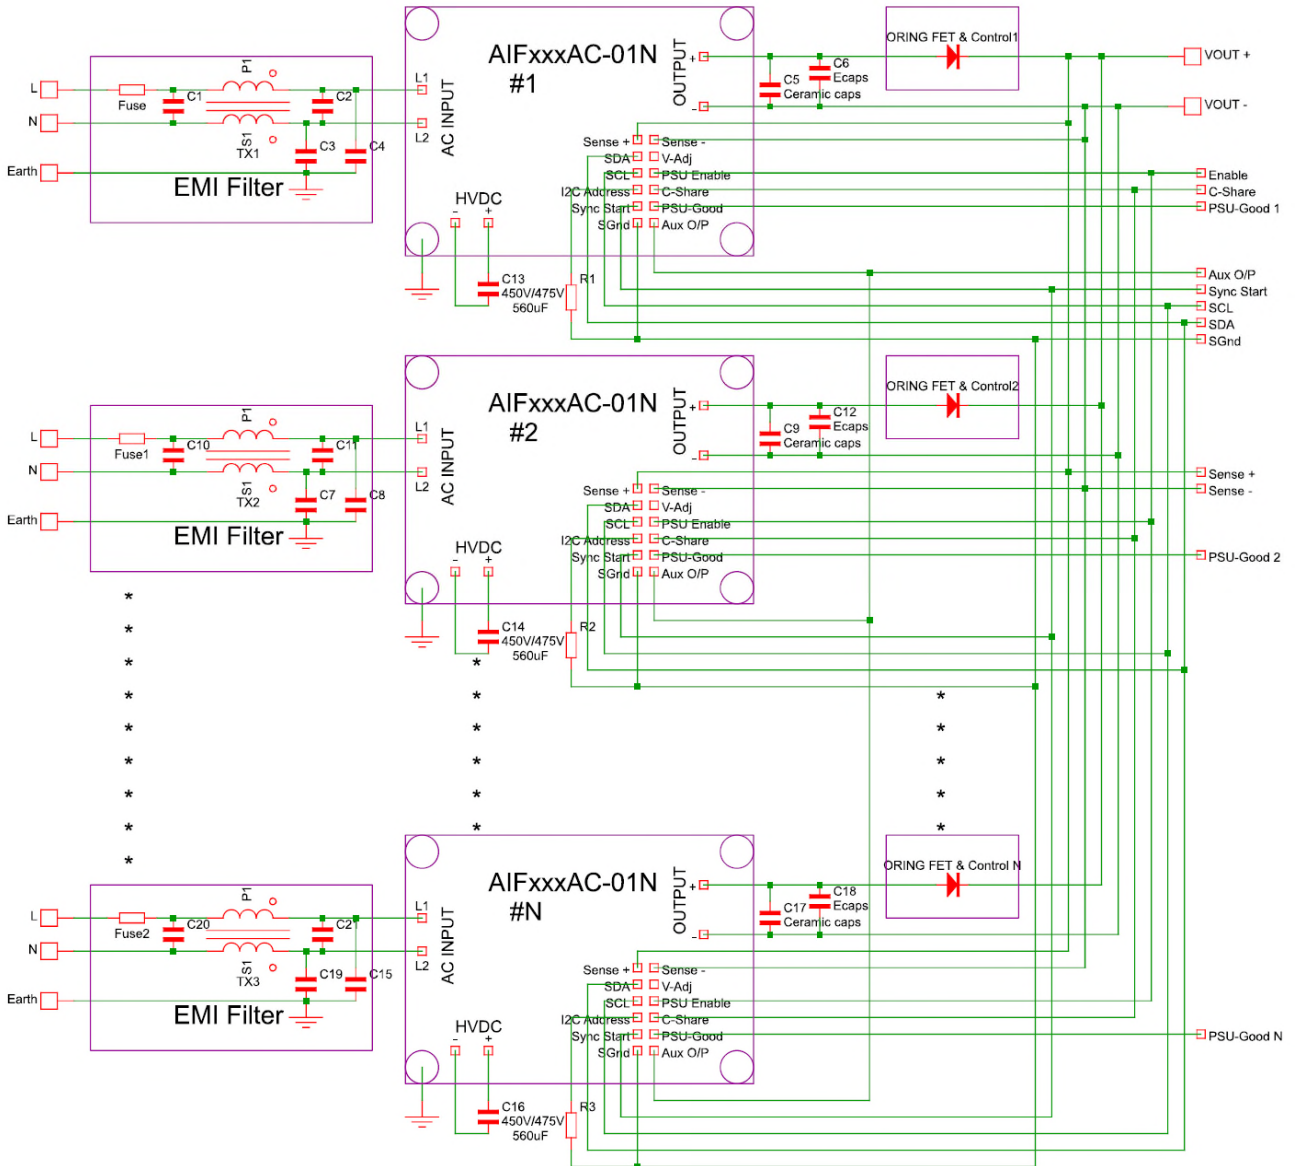 AIFxxxAC-01N
#1
AC INPUT
L1
L2
OUTPUT
+
-
ORING FET & Control1
VOUT +
VOUT -
C5
Ceramic caps
C6
Ecaps
L
N
Earth
Fuse
C1
P1
S1
TX1
C2
C3
C4
EMI Filter
Sense +
Sense -
SDA
V-Adj
SCL
PSU Enable
I2C Address
C-Share
Sync Start
PSU-Good
SGnd
Aux O/P
HVDC
-
+
C13
450V/475V
560uF
R1
Enable
C-Share
PSU-Good 1
Aux O/P
Sync Start
SCL
SDA
SGnd
AIFxxxAC-01N
#2
AC INPUT
L1
L2
OUTPUT
+
-
ORING FET & Control2
C9
Ceramic caps
C12
Ecaps
L
N
Earth
Fuse1
C10
P1
S1
TX2
C11
C7
C8
EMI Filter
Sense +
Sense -
SDA
V-Adj
SCL
PSU Enable
I2C Address
C-Share
Sync Start
PSU-Good
SGnd
Aux O/P
HVDC
-
+
C14
450V/475V
560uF
R2
Sense +
Sense -
PSU-Good 2
AIFxxxAC-01N
#N
AC INPUT
L1
L2
OUTPUT
+
-
ORING FET & Control N
C17
Ceramic caps
C18
Ecaps
L
N
Earth
Fuse2
C20
P1
S1
TX3
C21
C19
C15
EMI Filter
Sense +
Sense -
SDA
V-Adj
SCL
PSU Enable
I2C Address
C-Share
Sync Start
PSU-Good
SGnd
Aux O/P
HVDC
-
+
C16
450V/475V
560uF
R3
PSU-Good N